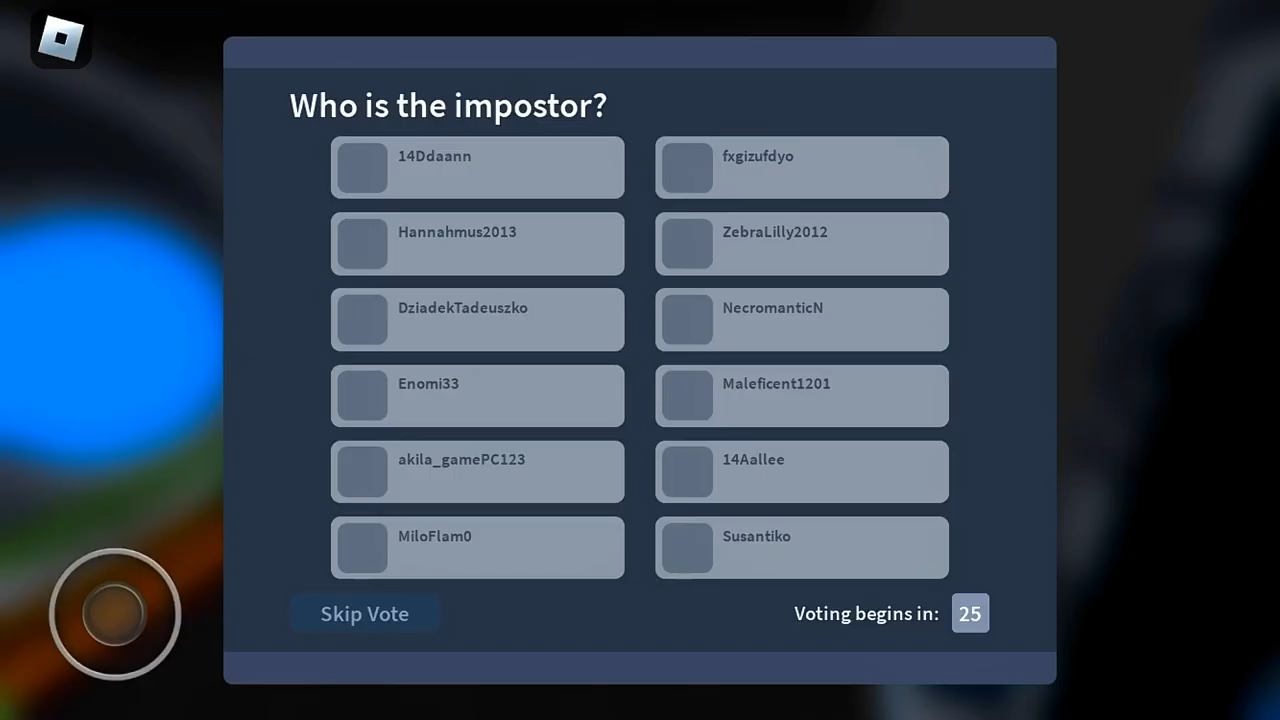 Who is the impostor?
14Ddaann
fxgizufdyo
Hannahmus2013
ZebraLilly2012
DziadekTadeuszko
NecromanticN
Enomi33
Maleficent1201
akila_gamePC123
14Aallee
MiloFlam0
Susantiko
Skip Vote
Voting begins in: 25